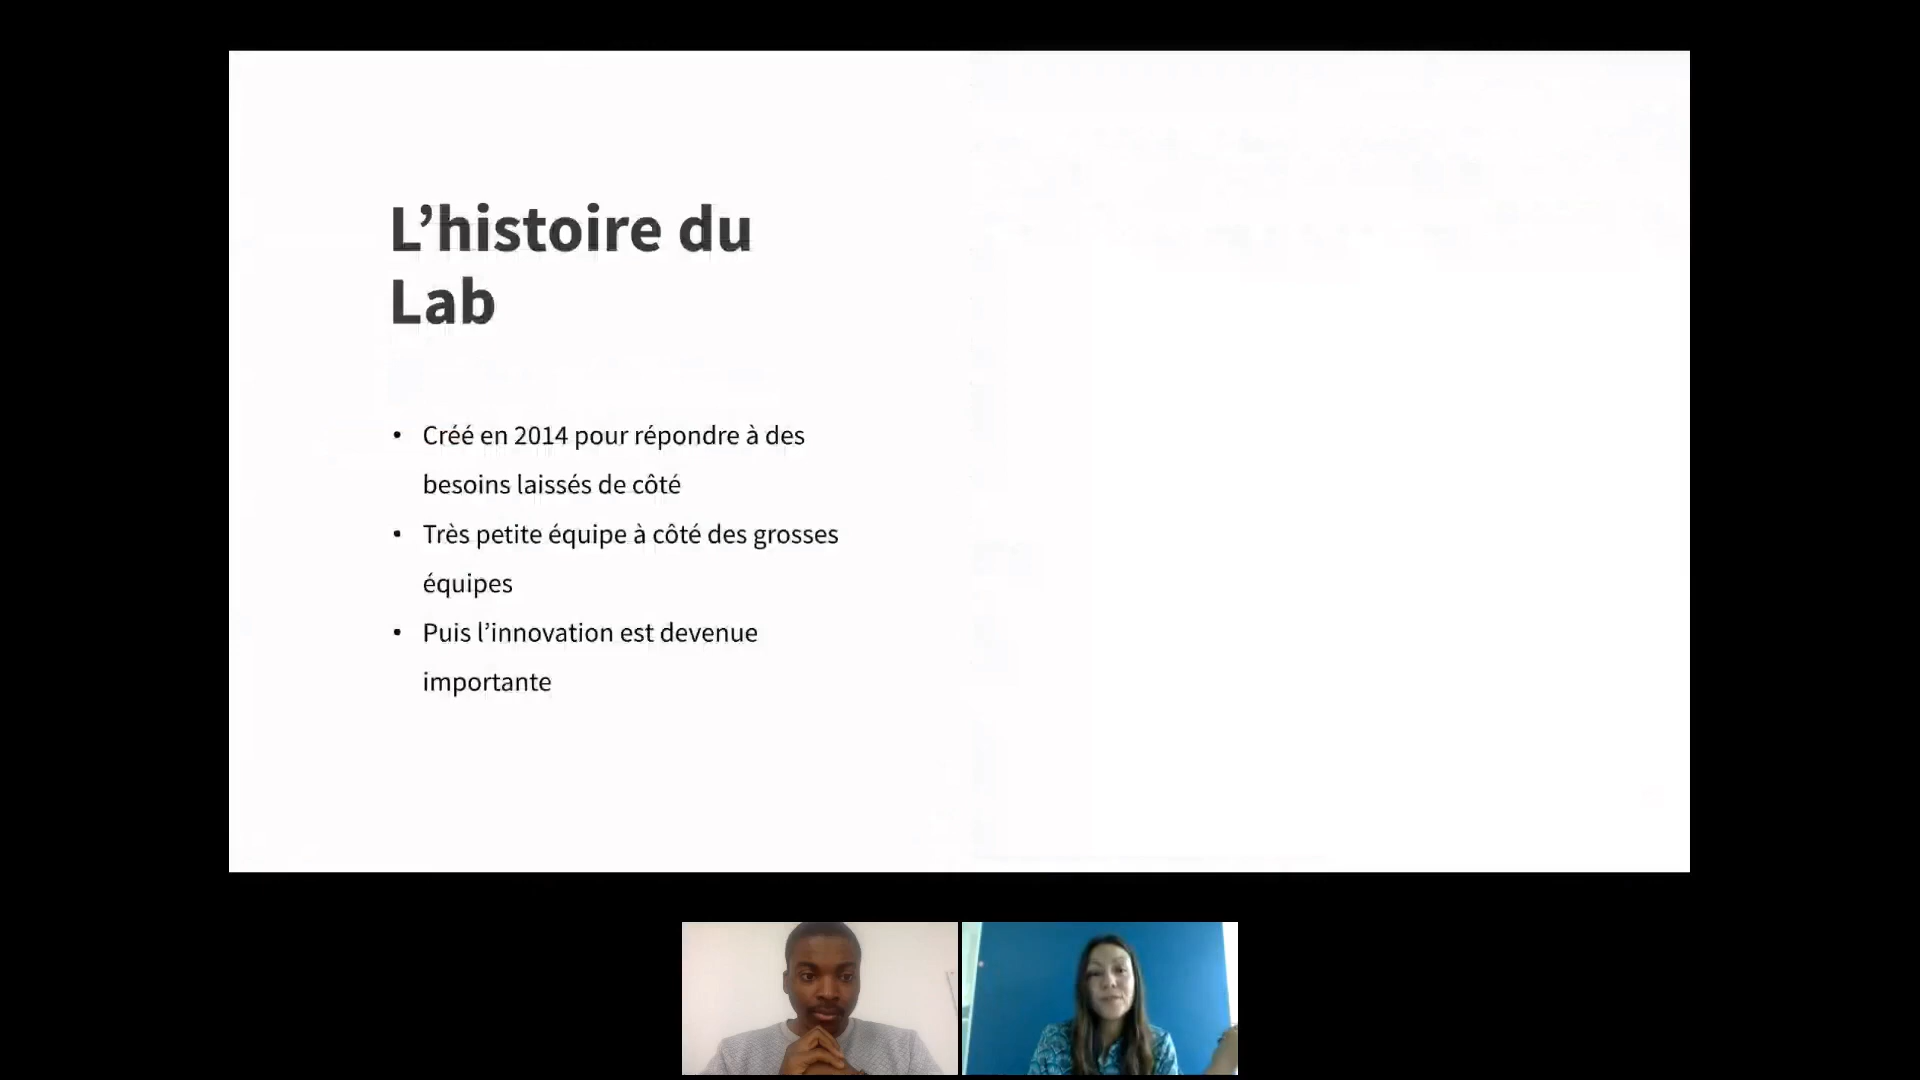 L’histoire du
Lab
• Créé en 2014 pour répondre à des
besoins laissés de côté
• Très petite équipe à côté des grosses
équipes
• Puis l’innovation est devenue
importante